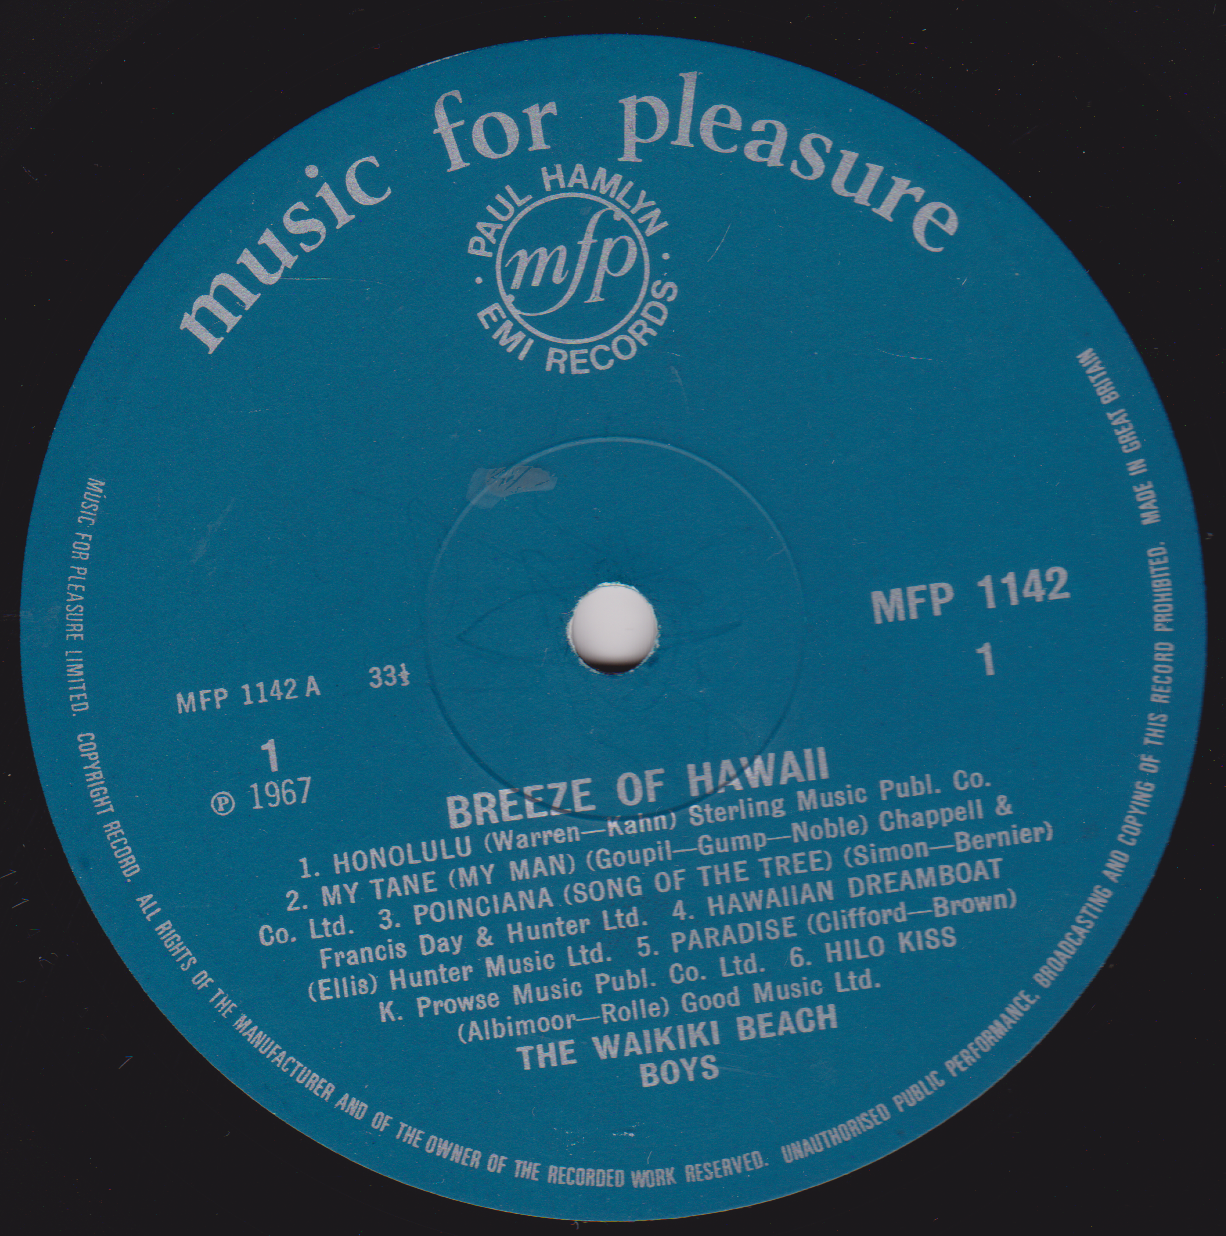 music for pleasure
PAUL HAMLYN
mfp
EMI RECORDS
MFP 1142
1
MFP 1142 A 33⅓
1
℗ 1967
BREEZE OF HAWAII
1. HONOLULU (Warren—Kahn) Sterling Music Publ. Co.
2. MY TANE (MY MAN) (Goupil—Gump—Noble) Chappell &
Co. Ltd. 3. POINCIANA (SONG OF THE TREE) (Simon—Bernier)
Francis Day & Hunter Ltd. 4. HAWAIIAN DREAMBOAT
(Ellis) Hunter Music Ltd. 5. PARADISE (Clifford—Brown)
K. Prowse Music Publ. Co. Ltd. 6. HILO KISS
(Albimoor—Rolle) Good Music Ltd.
THE WAIKIKI BEACH
BOYS
MUSIC FOR PLEASURE LIMITED. COPYRIGHT RECORD. ALL RIGHTS OF THE MANUFACTURER AND OF THE OWNER OF THE RECORDED WORK RESERVED. UNAUTHORISED PUBLIC PERFORMANCE, BROADCASTING AND COPYING OF THIS RECORD PROHIBITED. MADE IN GREAT BRITAIN